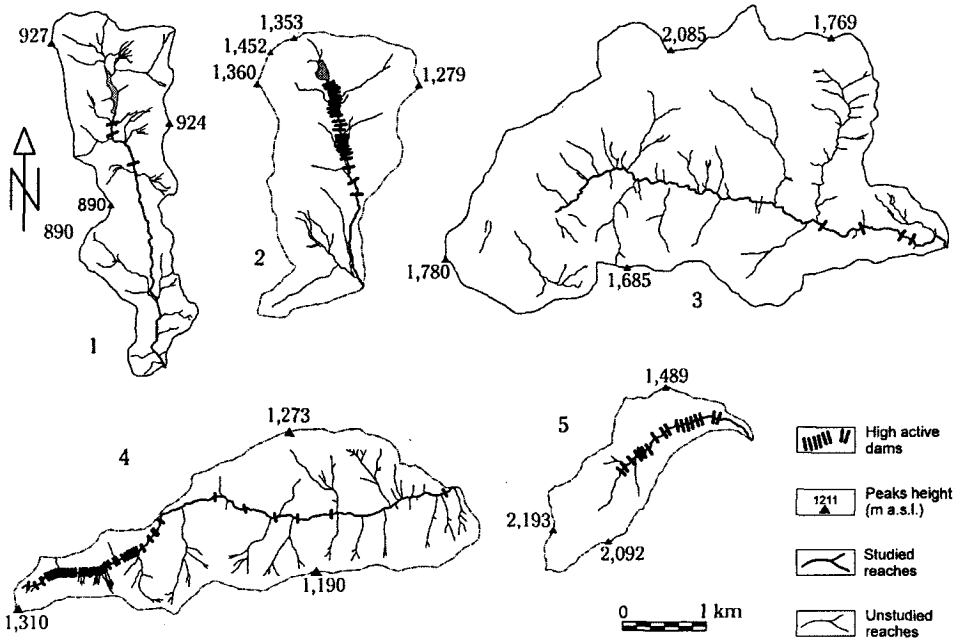 927
924
890
890
1
N
1,353
1,452
1,360
1,279
2
2,085
1,769
1,780
1,685
3
1,273
4
1,190
1,310
1,489
5
2,193
2,092
0 1 km
High active
dams
1211
Peaks height
(m a.s.l.)
Studied
reaches
Unstudied
reaches